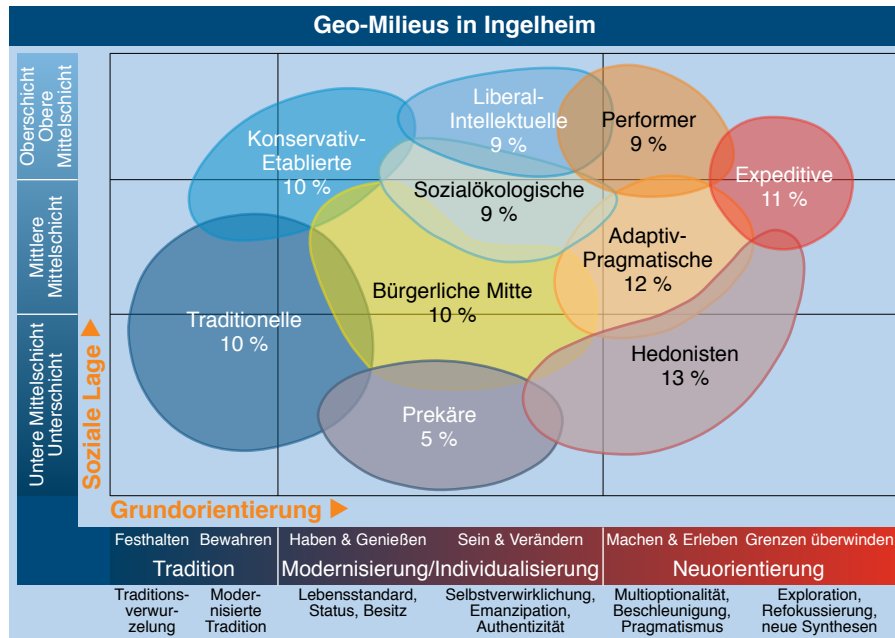 Geo-Milieus in Ingelheim
Oberschicht
Obere
Mittelschicht
Mittlere
Mittelschicht
Untere Mittelschicht
Unterschicht
Soziale Lage
Konservativ-
Etablierte
10 %
Liberal-
Intellektuelle
9 %
Performer
9 %
Expeditive
11 %
Sozialökologische
9 %
Adaptiv-
Pragmatische
12 %
Traditionelle
10 %
Bürgerliche Mitte
10 %
Hedonisten
13 %
Prekäre
5 %
Grundorientierung
Festhalten Bewahren Haben & Genießen Sein & Verändern Machen & Erleben Grenzen überwinden
Tradition Modernisierung/Individualisierung Neuorientierung
Traditions-
verwur-
zelung
Moder-
nisierte
Tradition
Lebensstandard,
Status, Besitz
Selbstverwirklichung,
Emanzipation,
Authentizität
Multioptionalität,
Beschleunigung,
Pragmatismus
Exploration,
Refokussierung,
neue Synthesen